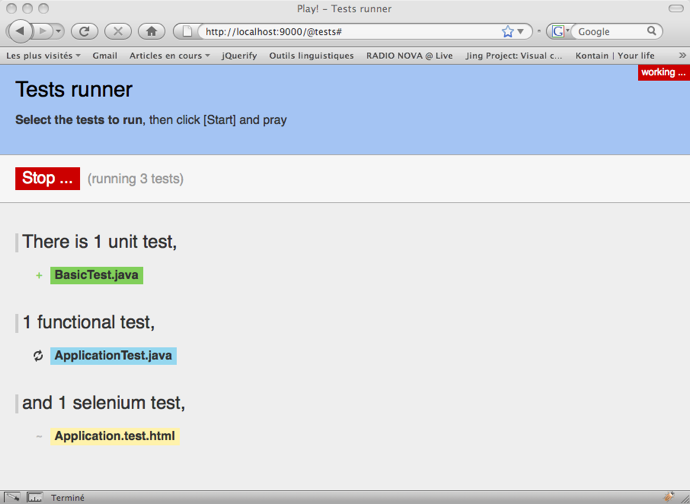 Play! - Tests runner
http://localhost:9000/@tests#
Google
Les plus visités Gmail Articles en cours jQuerify Outils linguistiques RADIO NOVA @ Live Jing Project: Visual c... Kontain | Your life
working ...
Tests runner
Select the tests to run, then click [Start] and pray
Stop ... (running 3 tests)
There is 1 unit test,
+ BasicTest.java
1 functional test,
ApplicationTest.java
and 1 selenium test,
- Application.test.html
Terminé